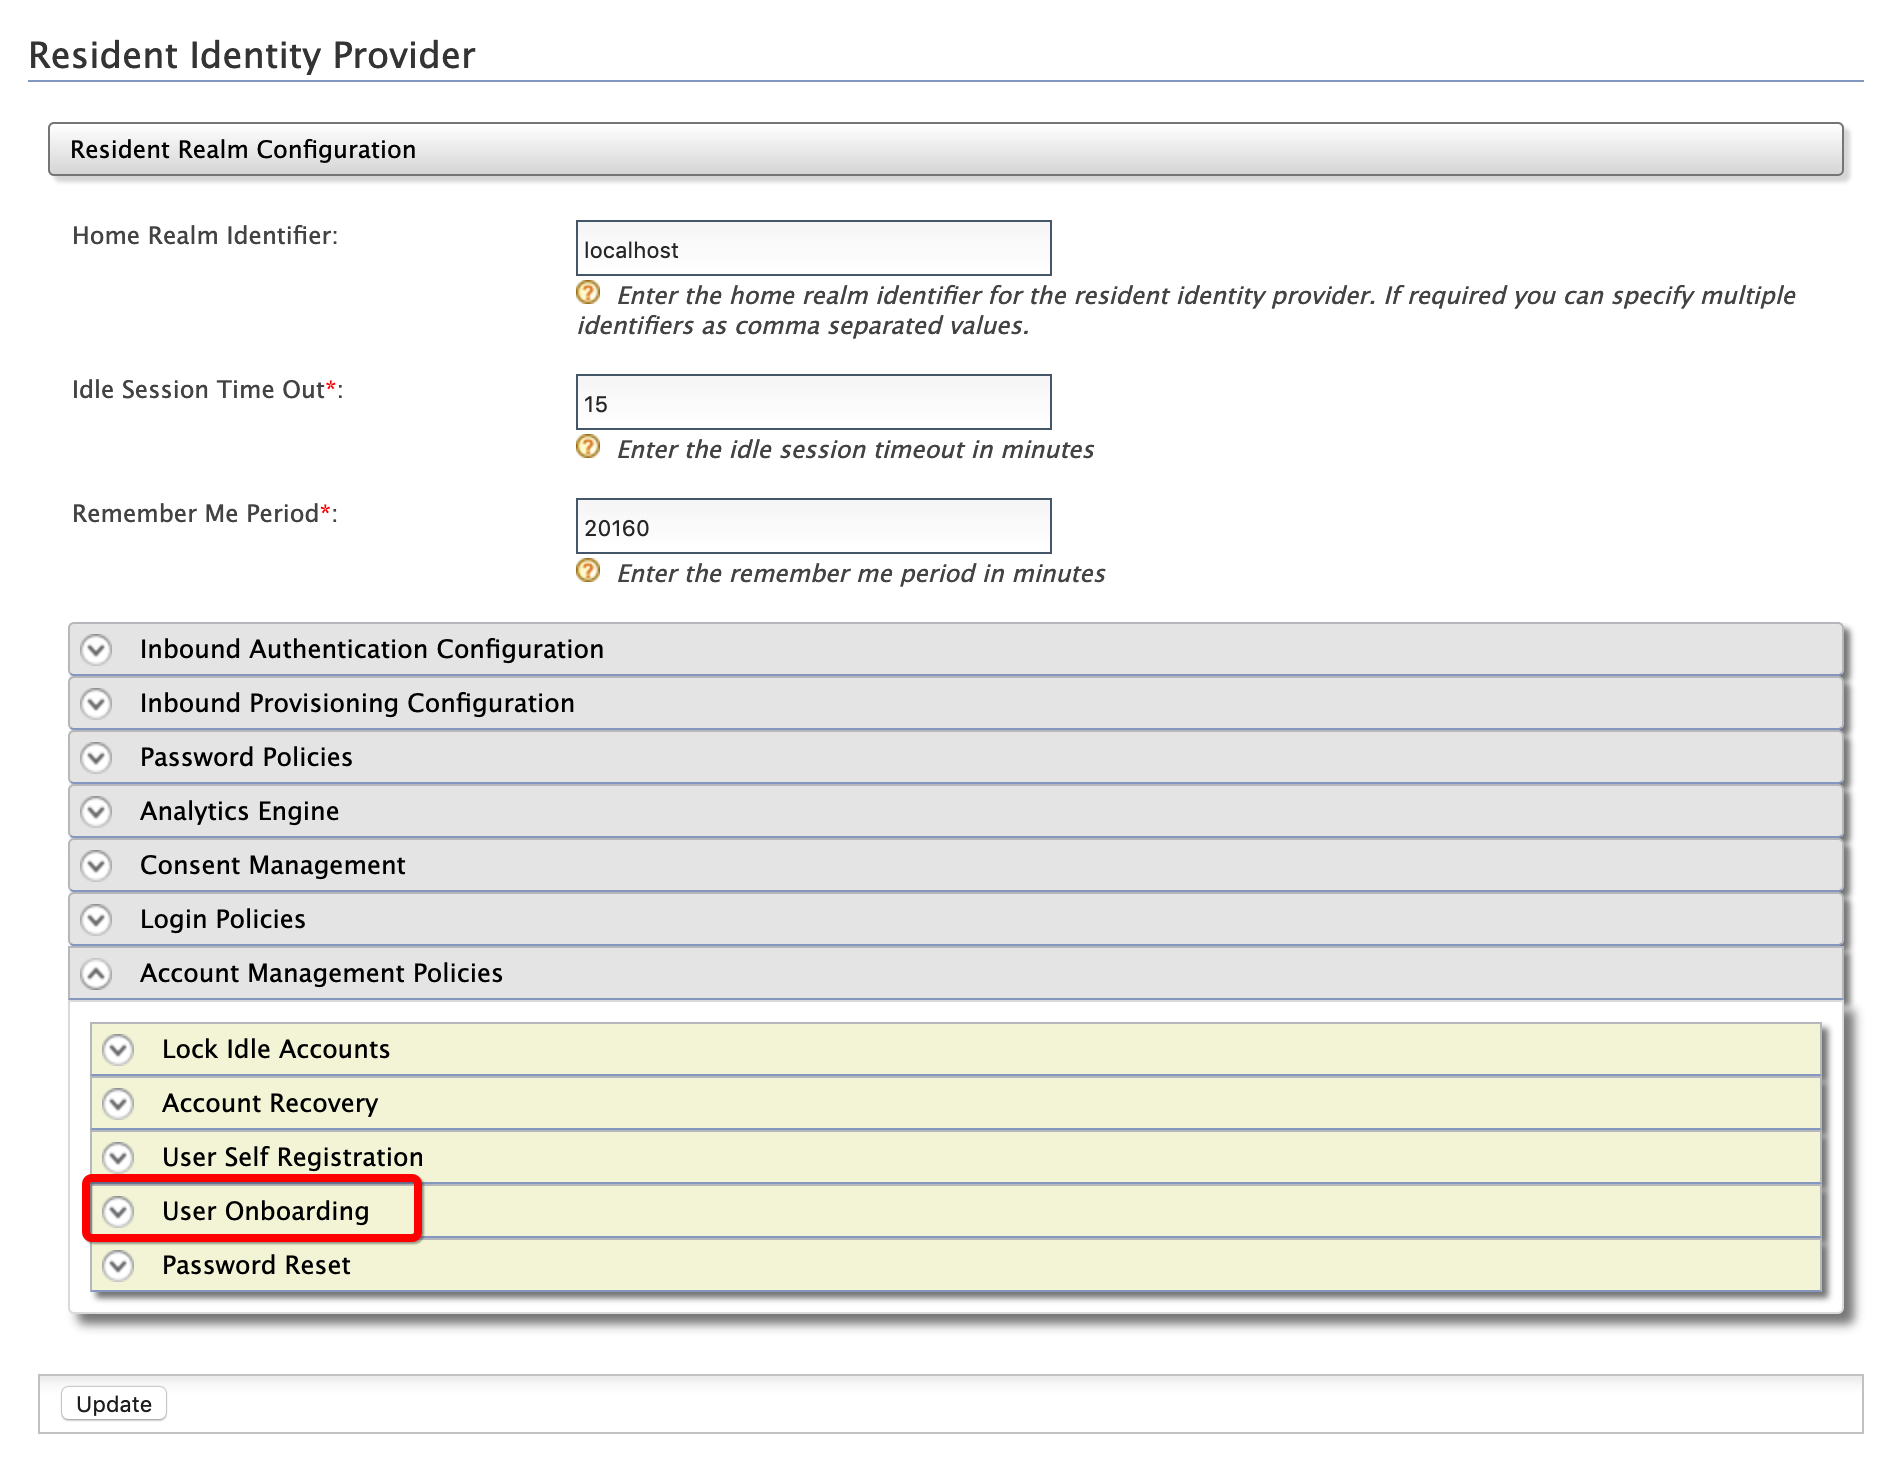 Resident Identity Provider
Resident Realm Configuration
Home Realm Identifier:
localhost
Enter the home realm identifier for the resident identity provider. If required you can specify multiple
identifiers as comma separated values.
Idle Session Time Out*:
15
Enter the idle session timeout in minutes
Remember Me Period*:
20160
Enter the remember me period in minutes
Inbound Authentication Configuration
Inbound Provisioning Configuration
Password Policies
Analytics Engine
Consent Management
Login Policies
Account Management Policies
Lock Idle Accounts
Account Recovery
User Self Registration
User Onboarding
Password Reset
Update